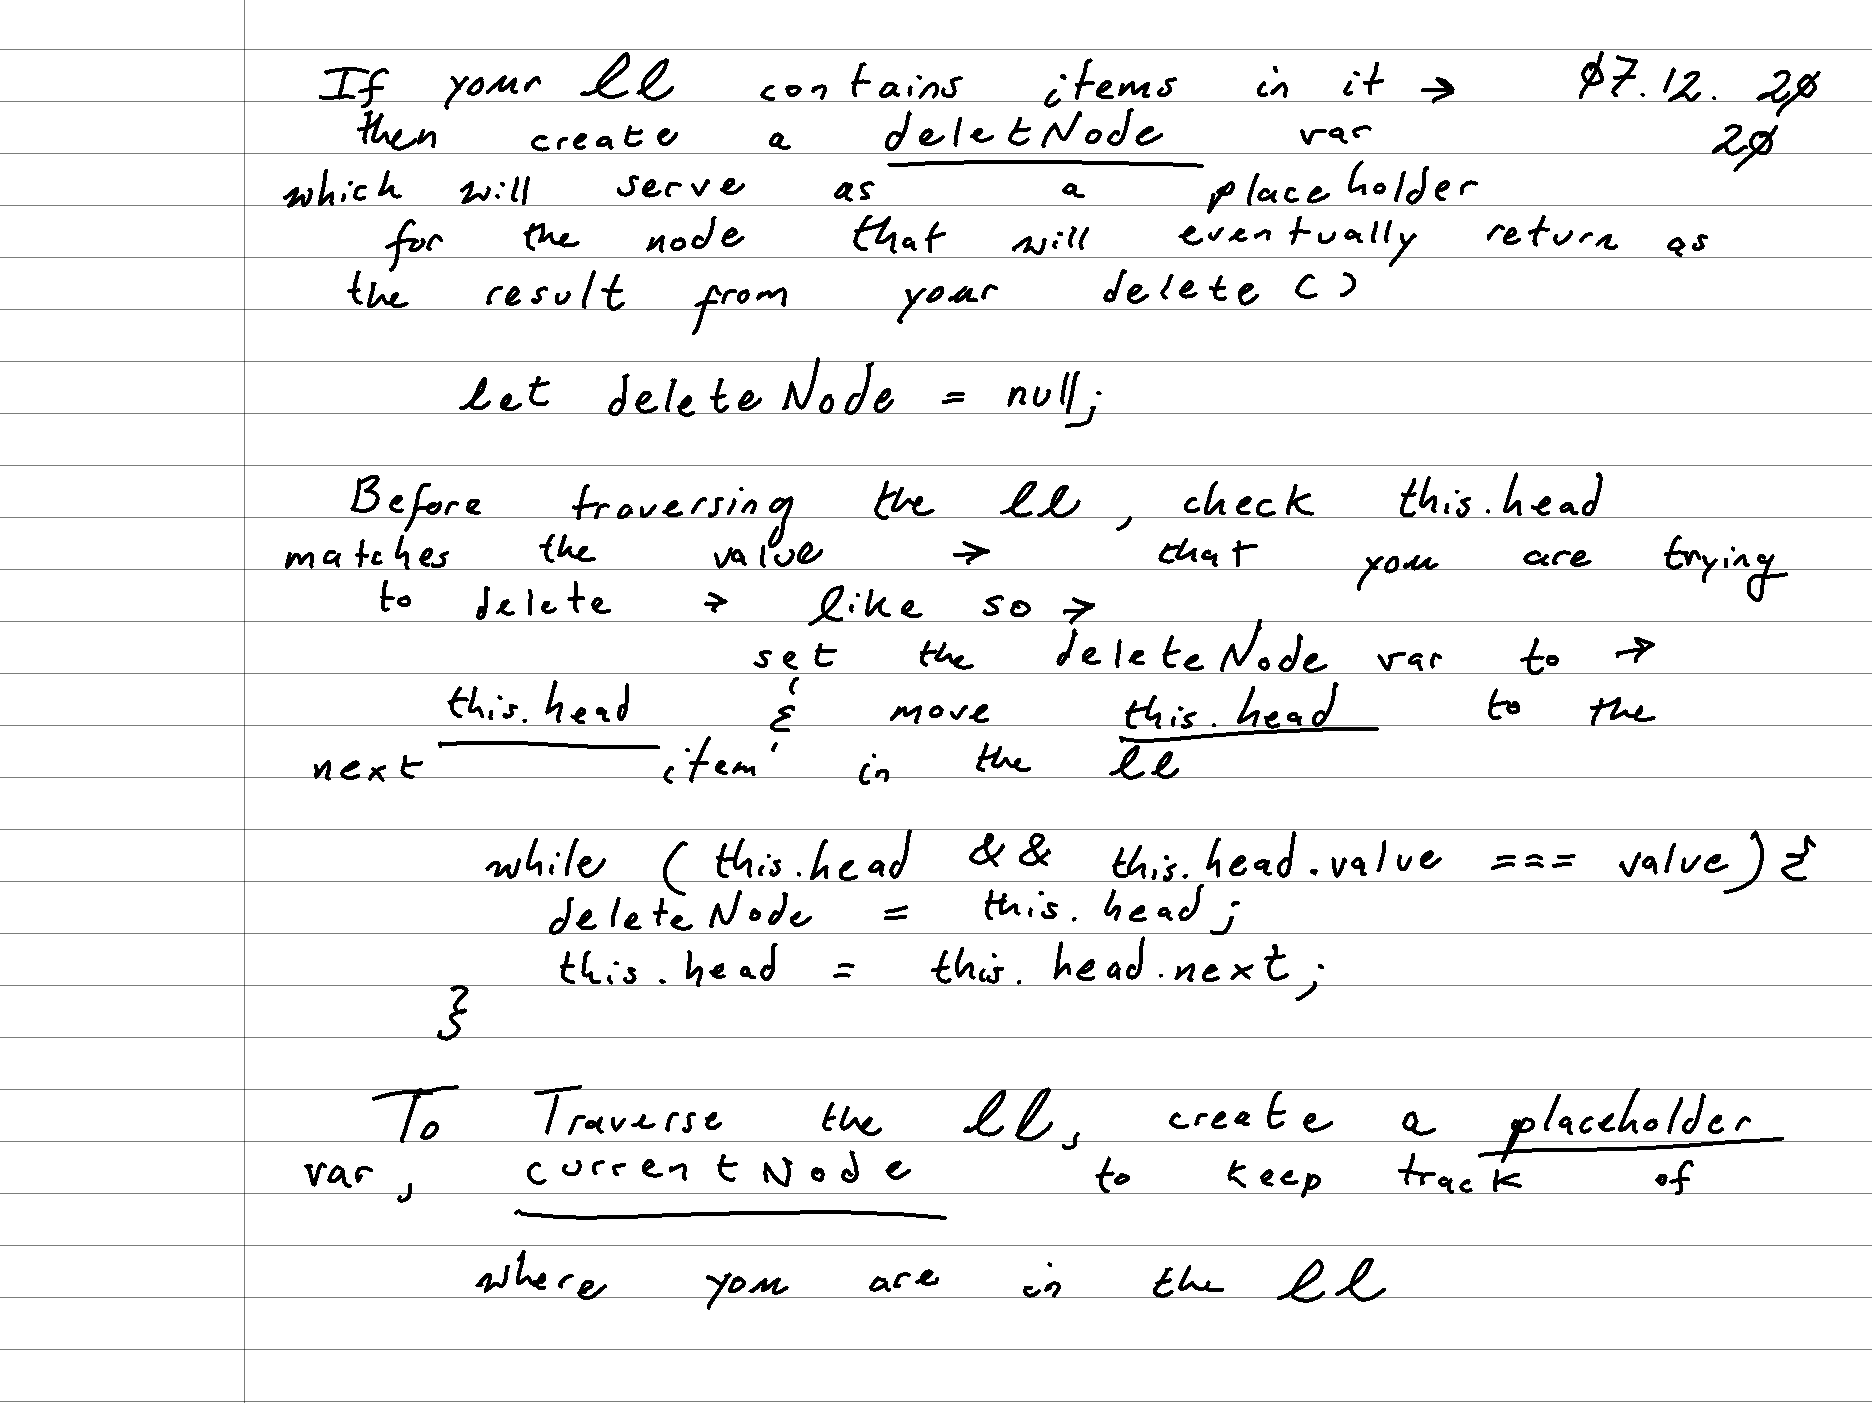 If your ll contains items in it → 07.12.20
then create a deletNode var 20
which will serve as a placeholder
for the node that will eventually return as
the result from your delete()
let deleteNode = null;
Before traversing the ll, check this.head
matches the value → that you are trying
to delete → like so →
set the deleteNode var to →
this.head & move this.head to the
next item in the ll
while (this.head && this.head.value === value) {
deleteNode = this.head;
this.head = this.head.next;
}
To Traverse the ll, create a placeholder
var, currentNode to keep track of
where you are in the ll